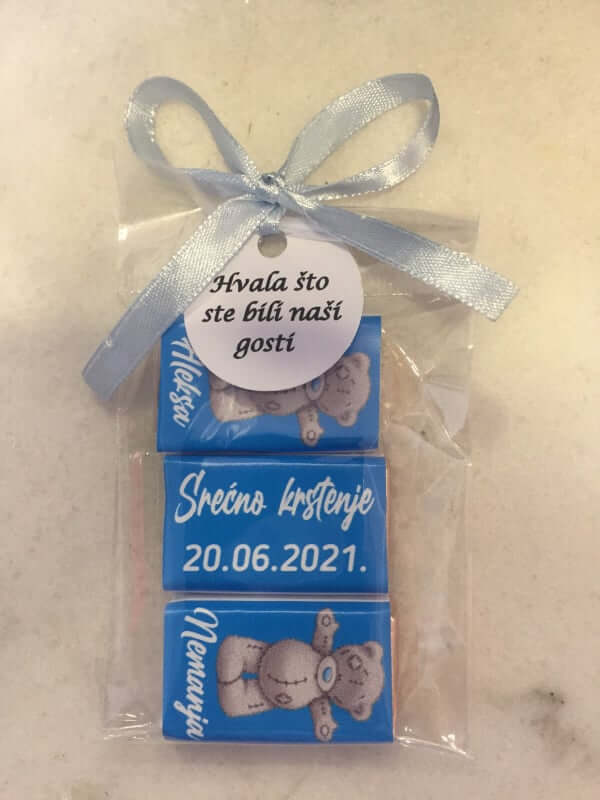 Hvala što
ste bili naši
gosti
Aleksa
Srećno krštenje
20.06.2021.
Nemanja